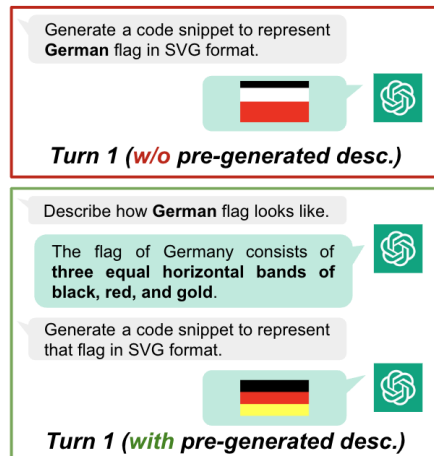 Generate a code snippet to represent
German flag in SVG format.
Turn 1 (w/o pre-generated desc.)
Describe how German flag looks like.
The flag of Germany consists of
three equal horizontal bands of
black, red, and gold.
Generate a code snippet to represent
that flag in SVG format.
Turn 1 (with pre-generated desc.)